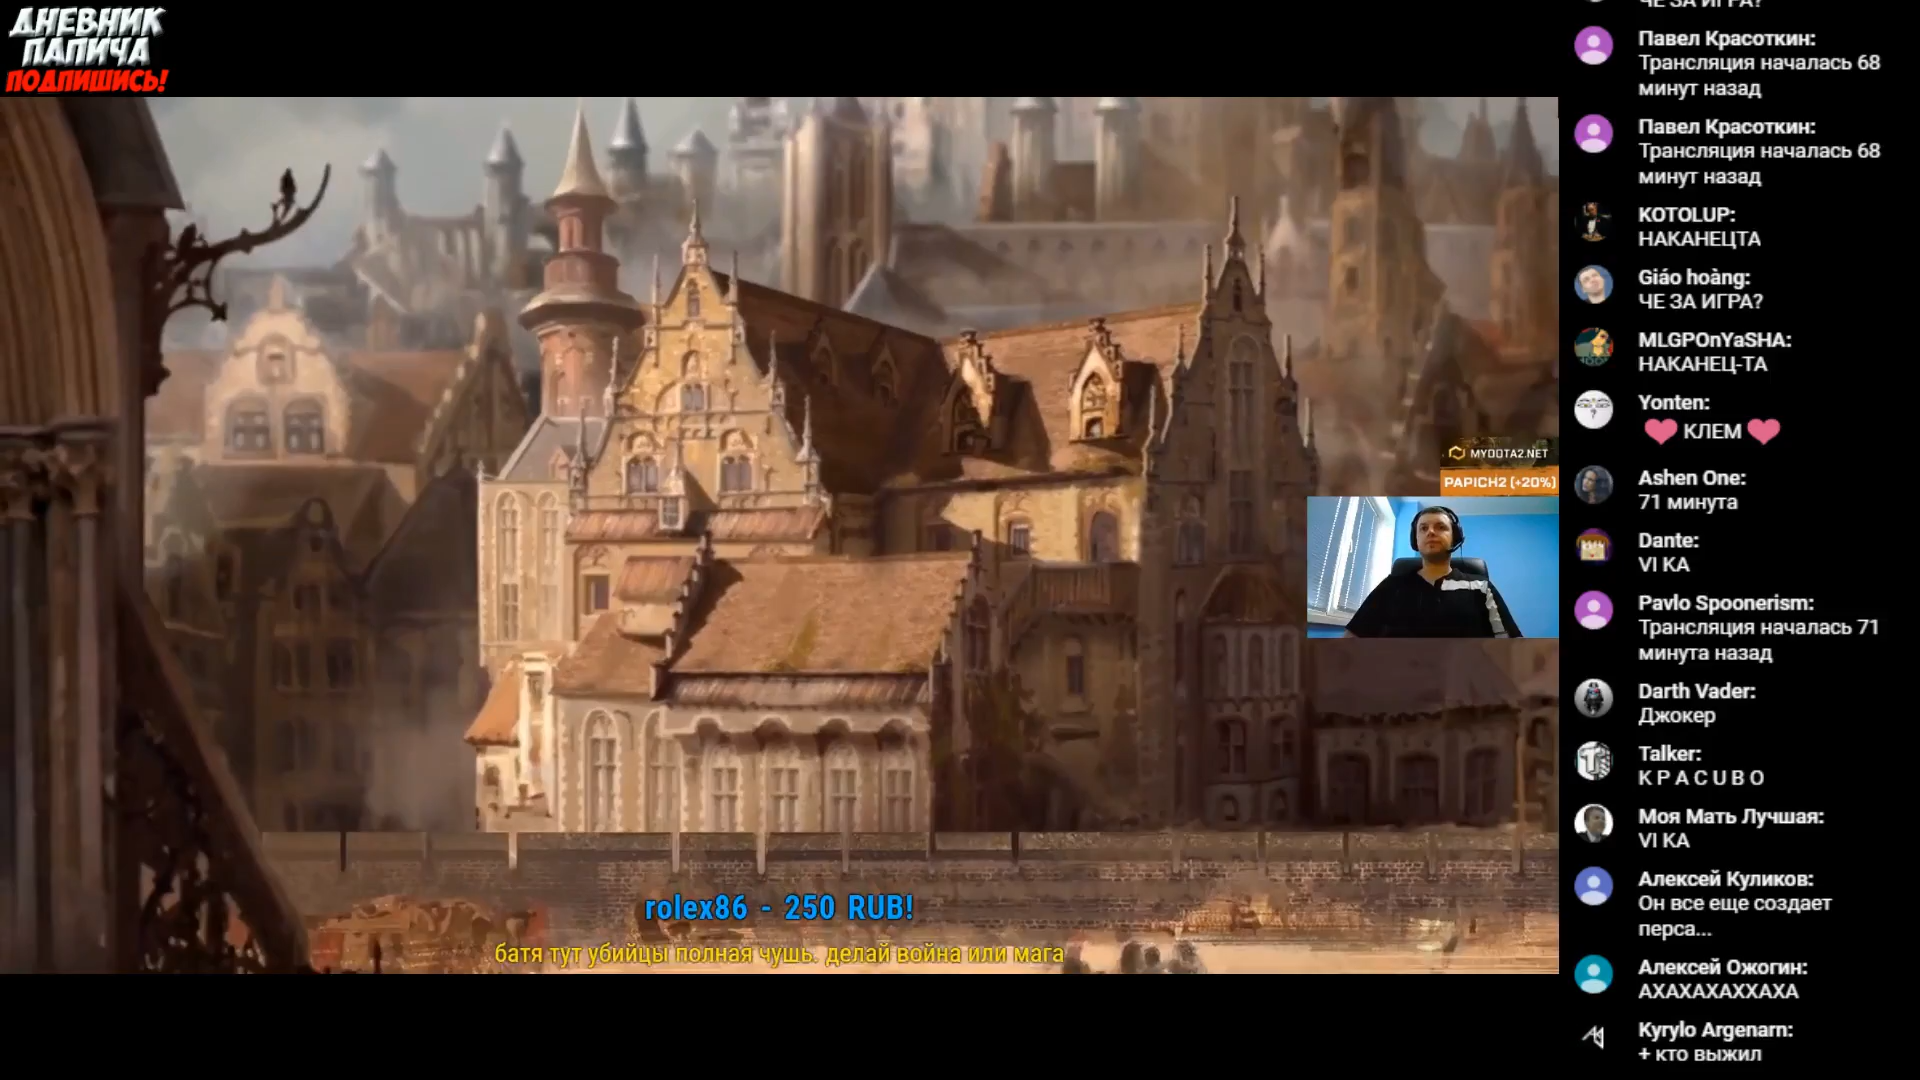 ДНЕВНИК
ПАПИЧА
ПОДПИШИСЬ!
MYDOTA2.NET
PAPICH2 (+20%)
rolex86 - 250 RUB!
батя тут убийцы полная чушь. делай война или мага
ЧЕ ЗА ИГРА?
Павел Красоткин:
Трансляция началась 68
минут назад
Павел Красоткин:
Трансляция началась 68
минут назад
KOTOLUP:
НАКАНЕЦТА
Giáo hoàng:
ЧЕ ЗА ИГРА?
MLGPOnYaSHA:
НАКАНЕЦ-ТА
Yonten:
КЛЕМ
Ashen One:
71 минута
Dante:
VI KA
Pavlo Spoonerism:
Трансляция началась 71
минута назад
Darth Vader:
Джокер
Talker:
K P A C U B O
Моя Мать Лучшая:
VI KA
Алексей Куликов:
Он все еще создает
перса...
Алексей Ожогин:
АХАХАХАХХАХА
Kyrylo Argenarn:
+ кто выжил